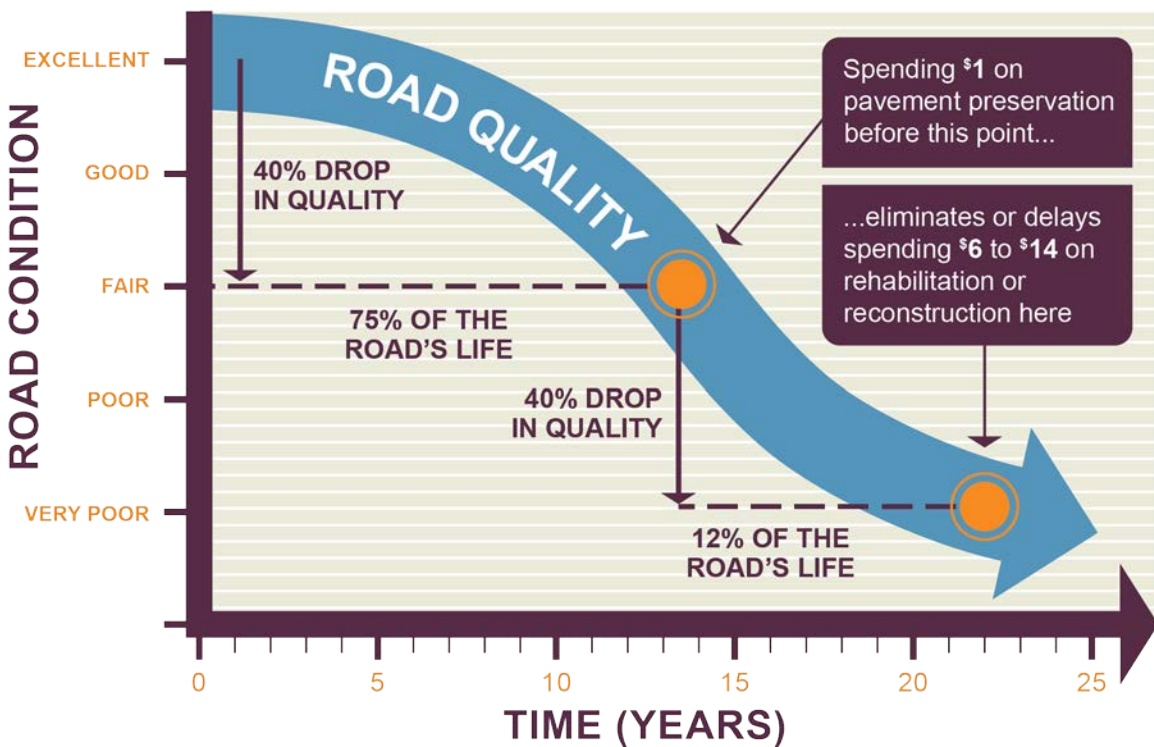 ROAD CONDITION
EXCELLENT
GOOD
FAIR
POOR
VERY POOR
ROAD QUALITY
40% DROP
IN QUALITY
75% OF THE
ROAD'S LIFE
40% DROP
IN QUALITY
12% OF THE
ROAD'S LIFE
Spending $1 on
pavement preservation
before this point...
...eliminates or delays
spending $6 to $14 on
rehabilitation or
reconstruction here
0 5 10 15 20 25
TIME (YEARS)